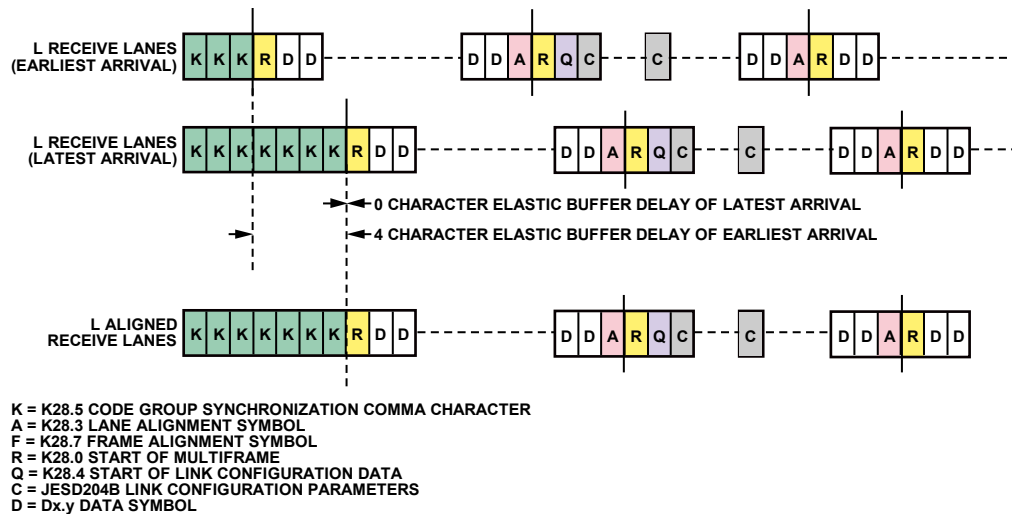 L RECEIVE LANES
(EARLIEST ARRIVAL)
K K K R D D
D D A R Q C
C
D D A R D D
L RECEIVE LANES
(LATEST ARRIVAL)
K K K K K K K R D D
D D A R Q C
C
D D A R D D
0 CHARACTER ELASTIC BUFFER DELAY OF LATEST ARRIVAL
4 CHARACTER ELASTIC BUFFER DELAY OF EARLIEST ARRIVAL
L ALIGNED
RECEIVE LANES
K K K K K K K R D D
D D A R Q C
C
D D A R D D
K = K28.5 CODE GROUP SYNCHRONIZATION COMMA CHARACTER
A = K28.3 LANE ALIGNMENT SYMBOL
F = K28.7 FRAME ALIGNMENT SYMBOL
R = K28.0 START OF MULTIFRAME
Q = K28.4 START OF LINK CONFIGURATION DATA
C = JESD204B LINK CONFIGURATION PARAMETERS
D = Dx.y DATA SYMBOL